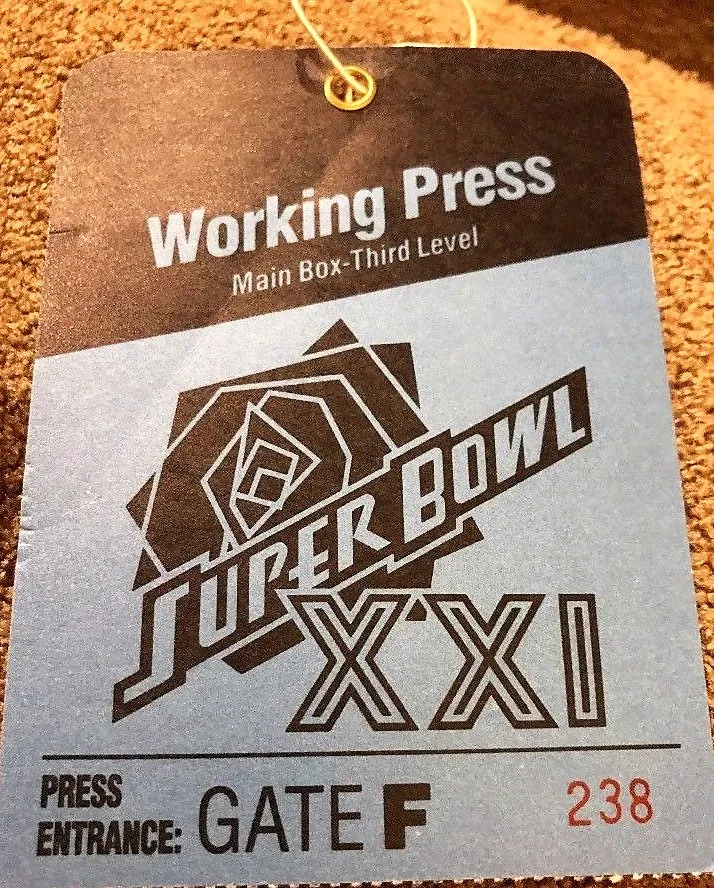 Working Press
Main Box-Third Level
SUPER BOWL
XXI
PRESS
ENTRANCE: GATE F
238